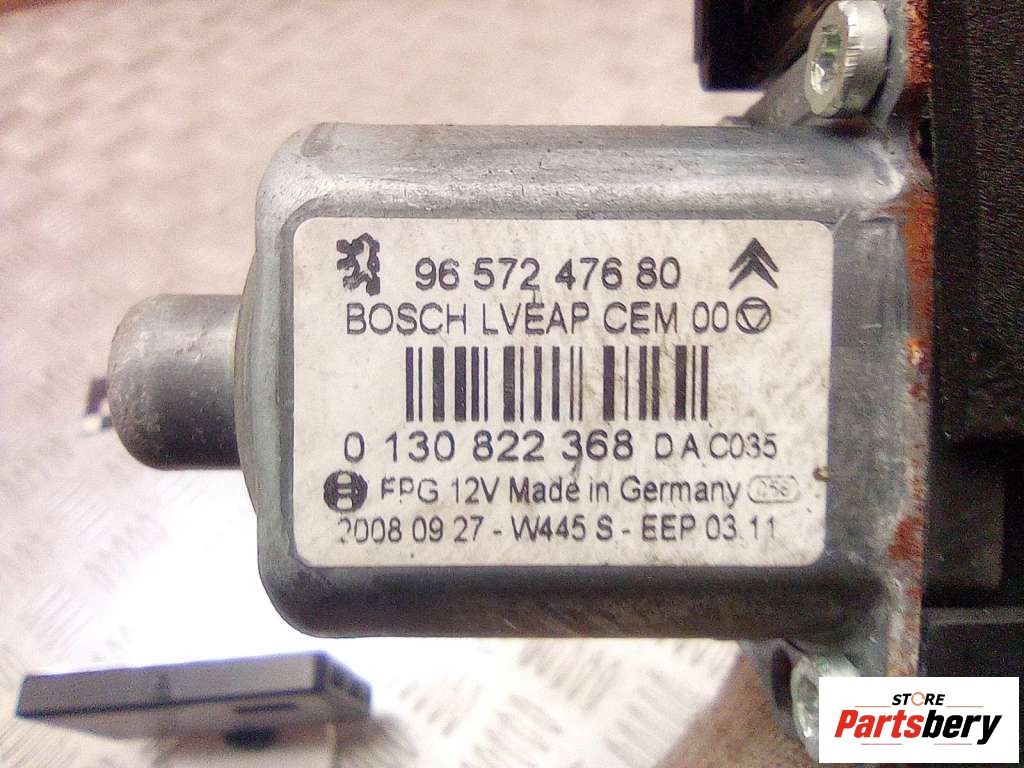 96 572 476 80
BOSCH LVEAP CEM 00
0 130 822 368 D A C035
FPG 12V Made in Germany
2008 09 27 - W445 S - EEP 03.11
STORE
Partsbery